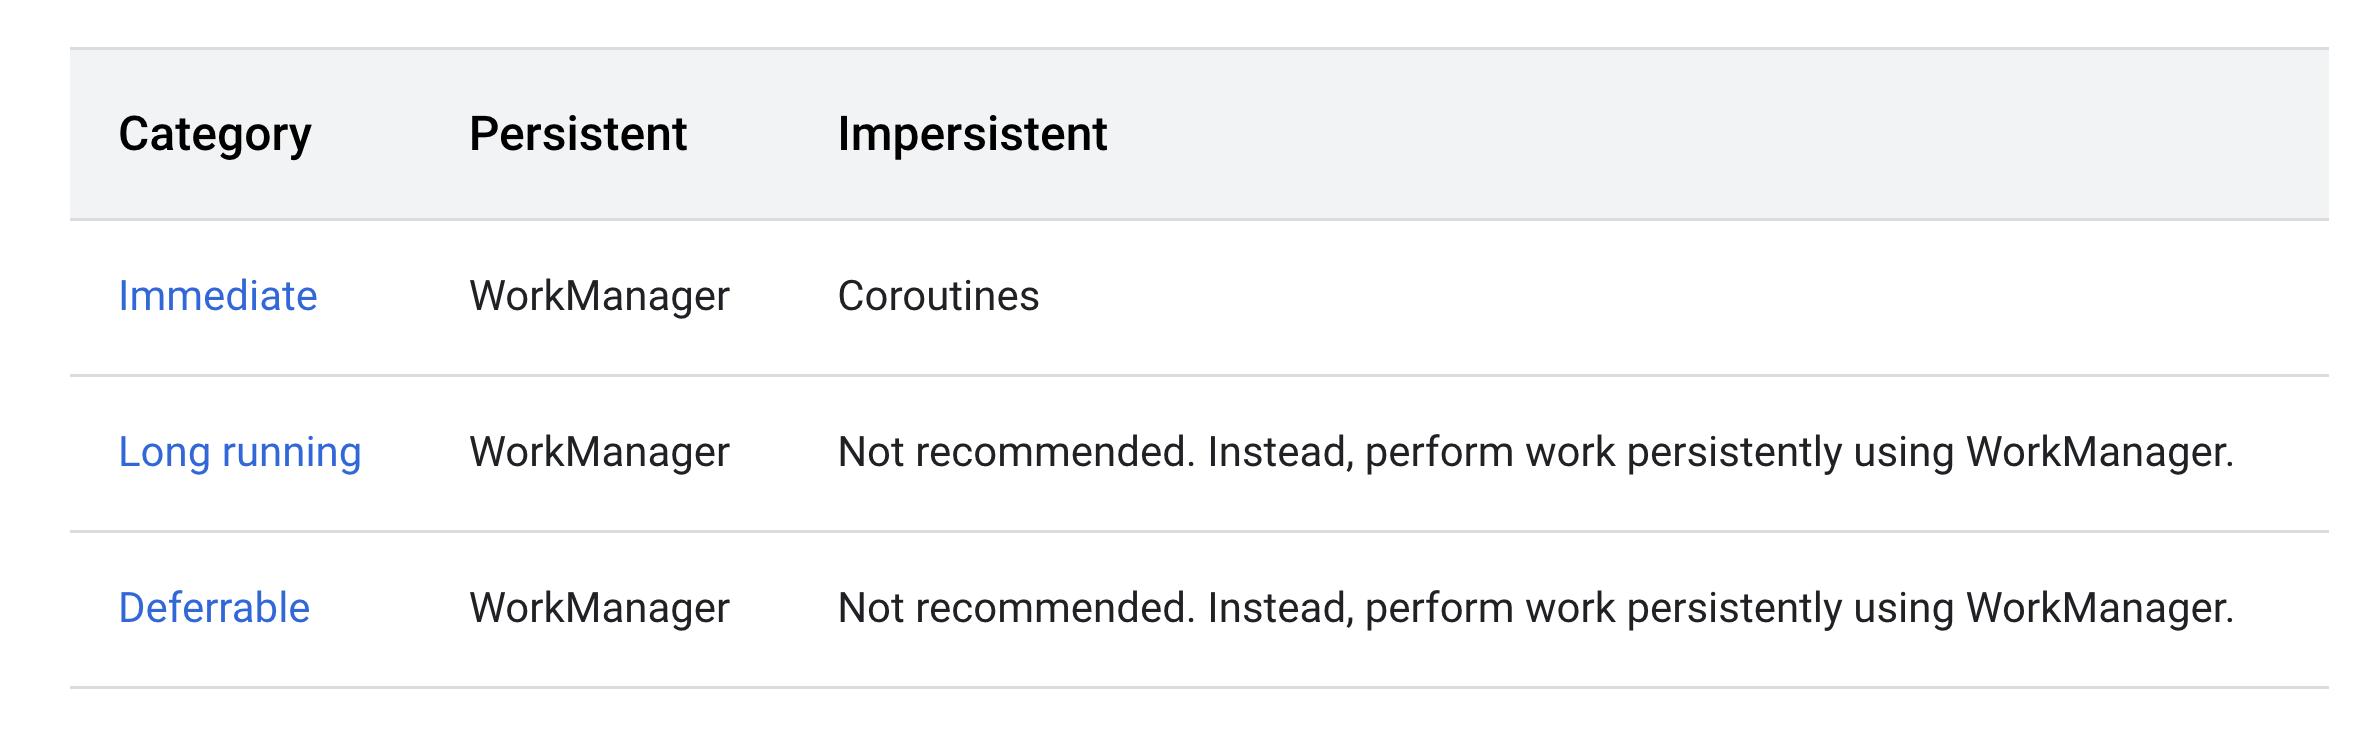 Category Persistent Impersistent
Immediate WorkManager Coroutines
Long running WorkManager Not recommended. Instead, perform work persistently using WorkManager.
Deferrable WorkManager Not recommended. Instead, perform work persistently using WorkManager.